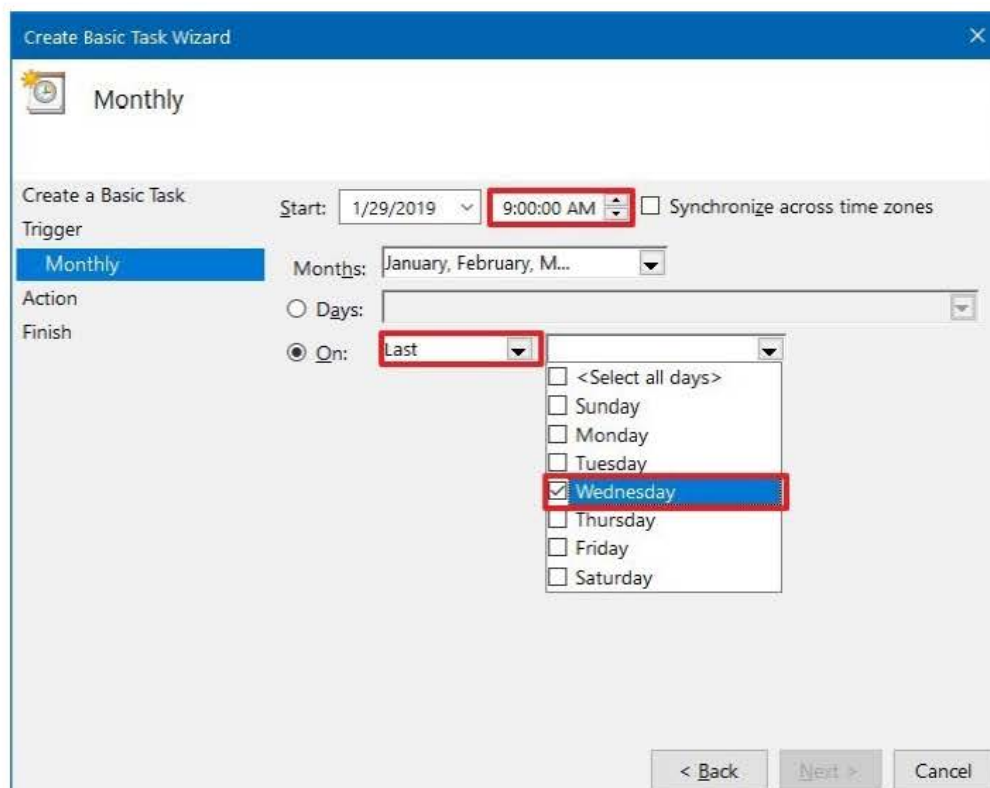 Create Basic Task Wizard
Monthly
Create a Basic Task
Trigger
Monthly
Action
Finish
Start: 1/29/2019 9:00:00 AM Synchronize across time zones
Months: January, February, M...
Days:
On: Last
<Select all days>
Sunday
Monday
Tuesday
Wednesday
Thursday
Friday
Saturday
< Back Next > Cancel